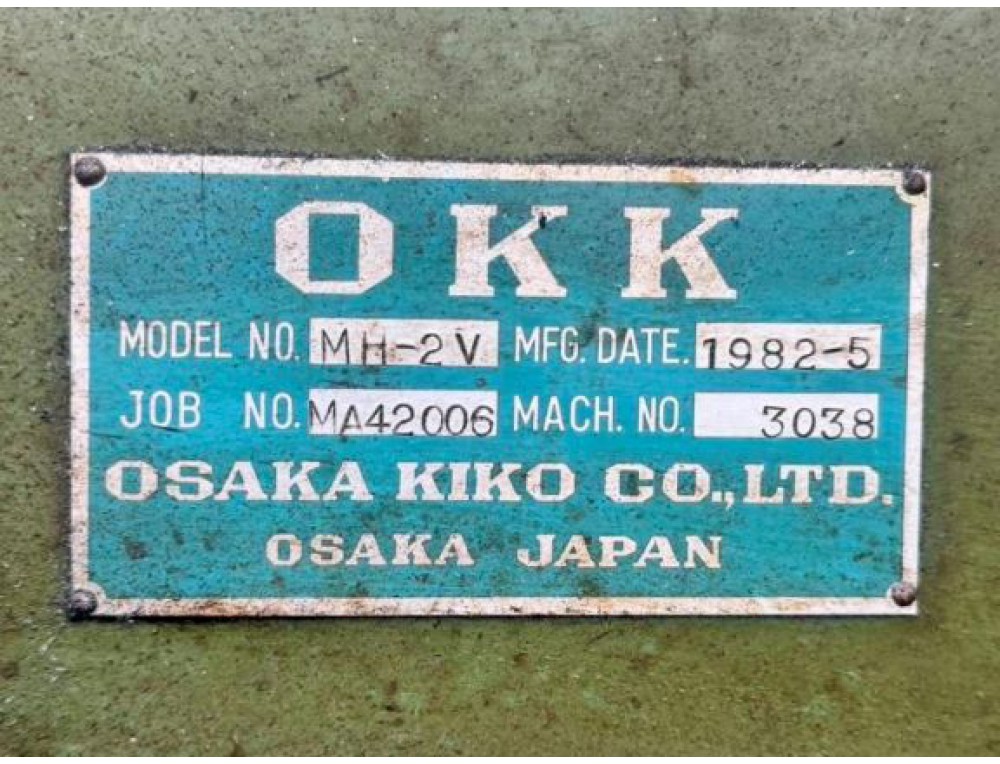 OKK
MODEL NO. MH-2V MFG. DATE. 1982-5
JOB NO. MA42006 MACH. NO. 3038
OSAKA KIKO CO., LTD.
OSAKA JAPAN